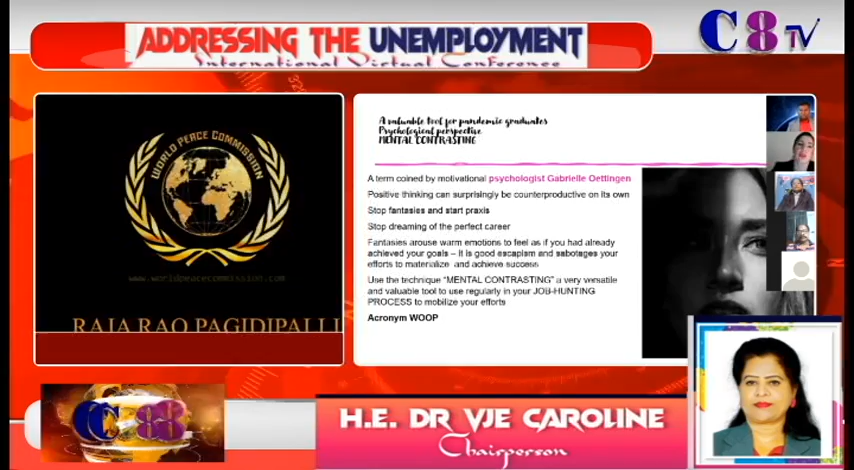 ADDRESSING THE UNEMPLOYMENT
International Virtual Conference
C 8 TV
WORLD PEACE COMMISSION
www.worldpeacecommission.com
RAJA RAO PAGIDIPALLI
A valuable tool for pandemic graduates
Psychological perspective
MENTAL CONTRASTING
A term coined by motivational psychologist Gabrielle Oettingen
Positive thinking can surprisingly be counterproductive on its own
Stop fantasies and start praxis
Stop dreaming of the perfect career
Fantasies arouse warm emotions to feel as if you had already
achieved your goals – It is good escapism and sabotages your
efforts to materialize and achieve success
Use the technique “MENTAL CONTRASTING” a very versatile
and valuable tool to use regularly in your JOB-HUNTING
PROCESS to mobilize your efforts
Acronym WOOP
H.E. DR VJE CAROLINE
Chairperson